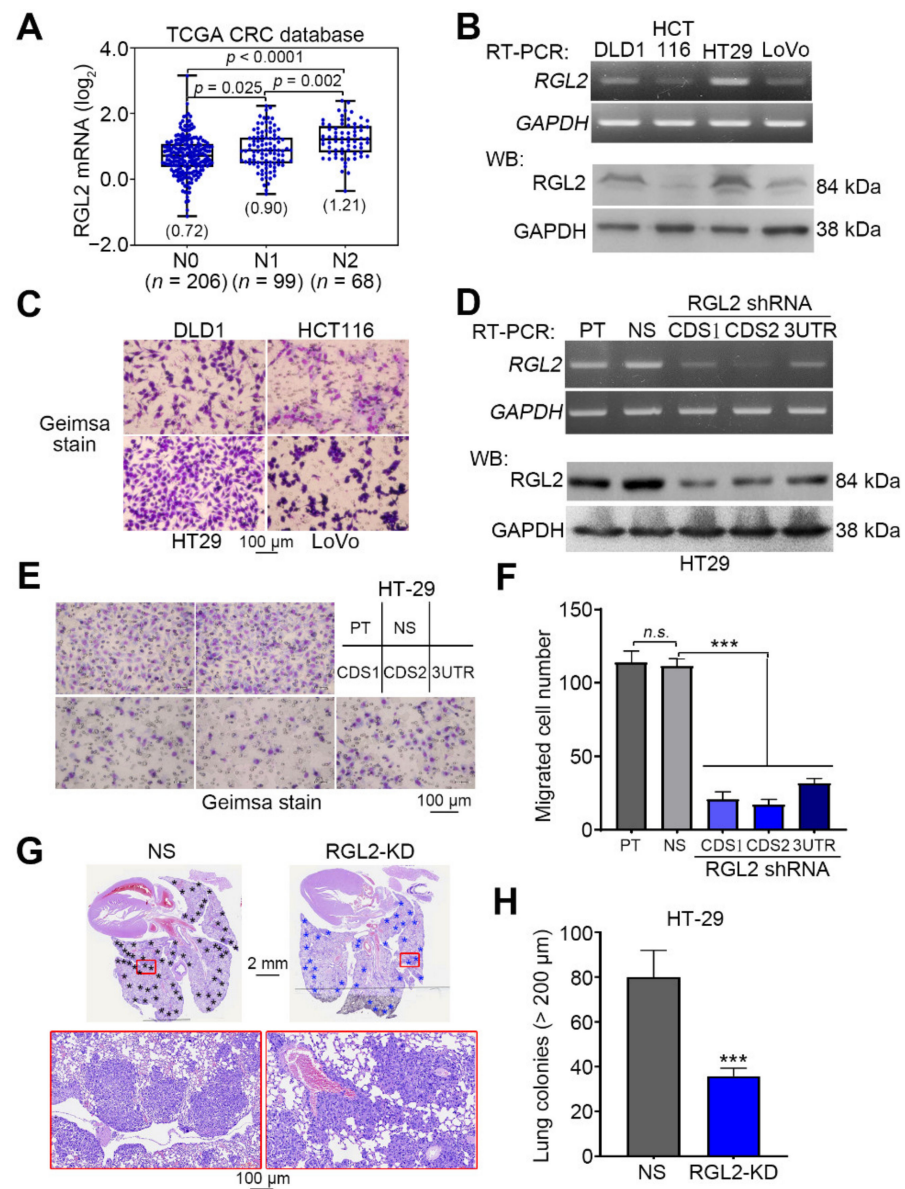 A
TCGA CRC database
RGL2 mRNA (log2)
4.0
2.0
0.0
−2.0
p < 0.0001
p = 0.025
p = 0.002
(0.72)
(0.90)
(1.21)
N0
N1
N2
(n = 206)
(n = 99)
(n = 68)
B
RT-PCR:
DLD1
HCT
116
HT29
LoVo
RGL2
GAPDH
WB:
RGL2
84 kDa
GAPDH
38 kDa
C
DLD1
HCT116
Geimsa
stain
HT29
100 µm
LoVo
D
RGL2 shRNA
RT-PCR:
PT
NS
CDS1
CDS2
3UTR
RGL2
GAPDH
WB:
RGL2
84 kDa
GAPDH
38 kDa
HT29
E
HT-29
PT
NS
CDS1
CDS2
3UTR
Geimsa stain
100 µm
F
Migrated cell number
150
100
50
0
n.s.
***
PT
NS
CDS1
CDS2
3UTR
RGL2 shRNA
G
NS
RGL2-KD
2 mm
100 µm
H
HT-29
Lung colonies (> 200 µm)
100
80
60
40
20
0
***
NS
RGL2-KD